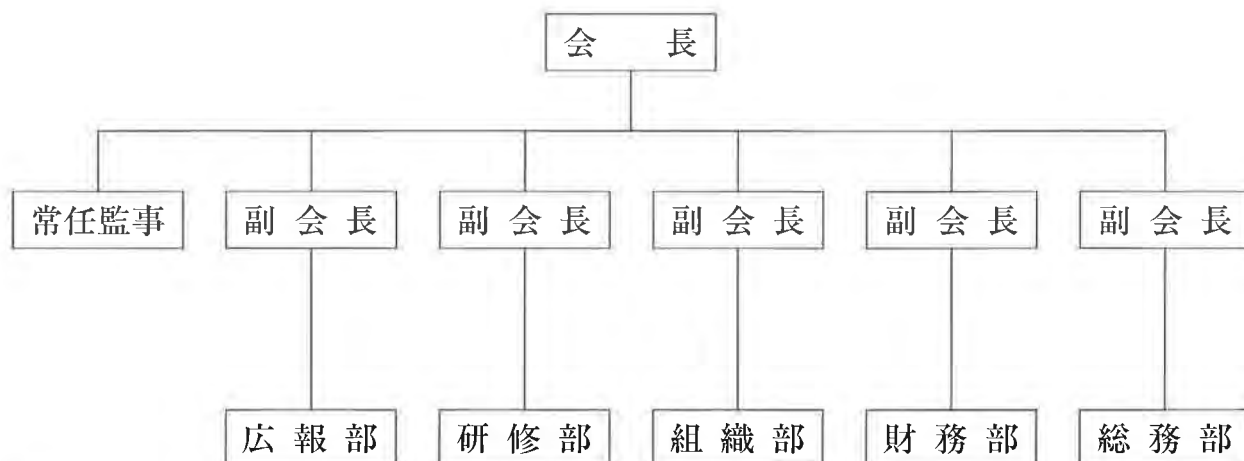 会長
常任監事
副会長
副会長
副会長
副会長
副会長
広報部
研修部
組織部
財務部
総務部